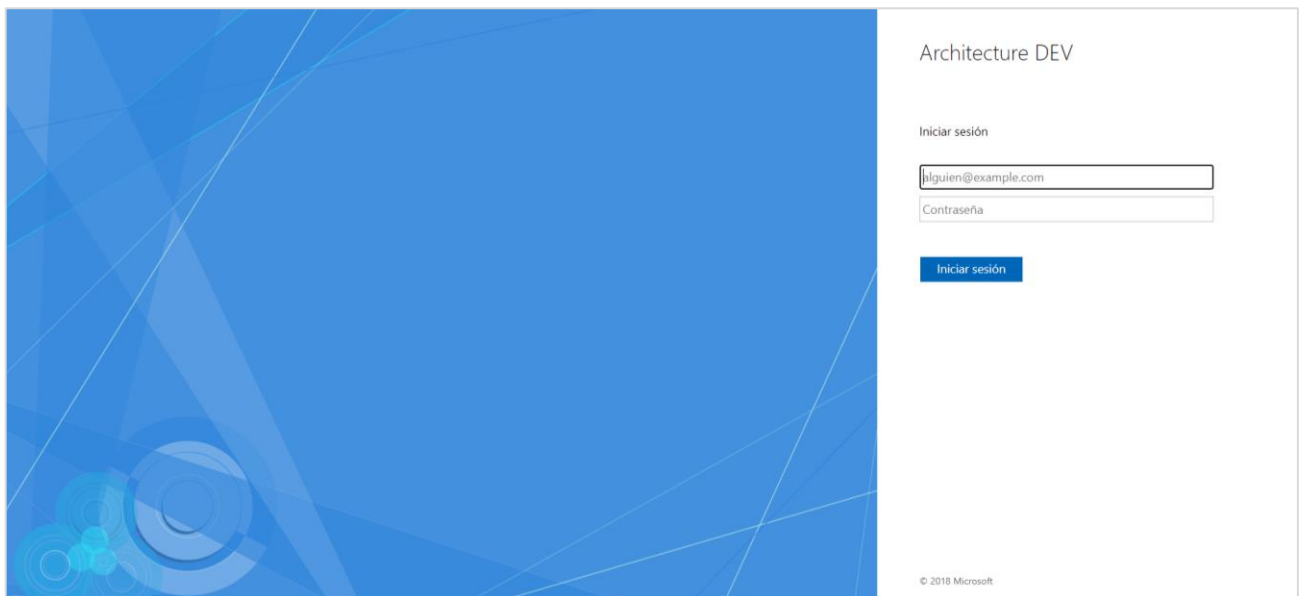 Architecture DEV
Iniciar sesión
alguien@example.com
Contraseña
Iniciar sesión
© 2018 Microsoft